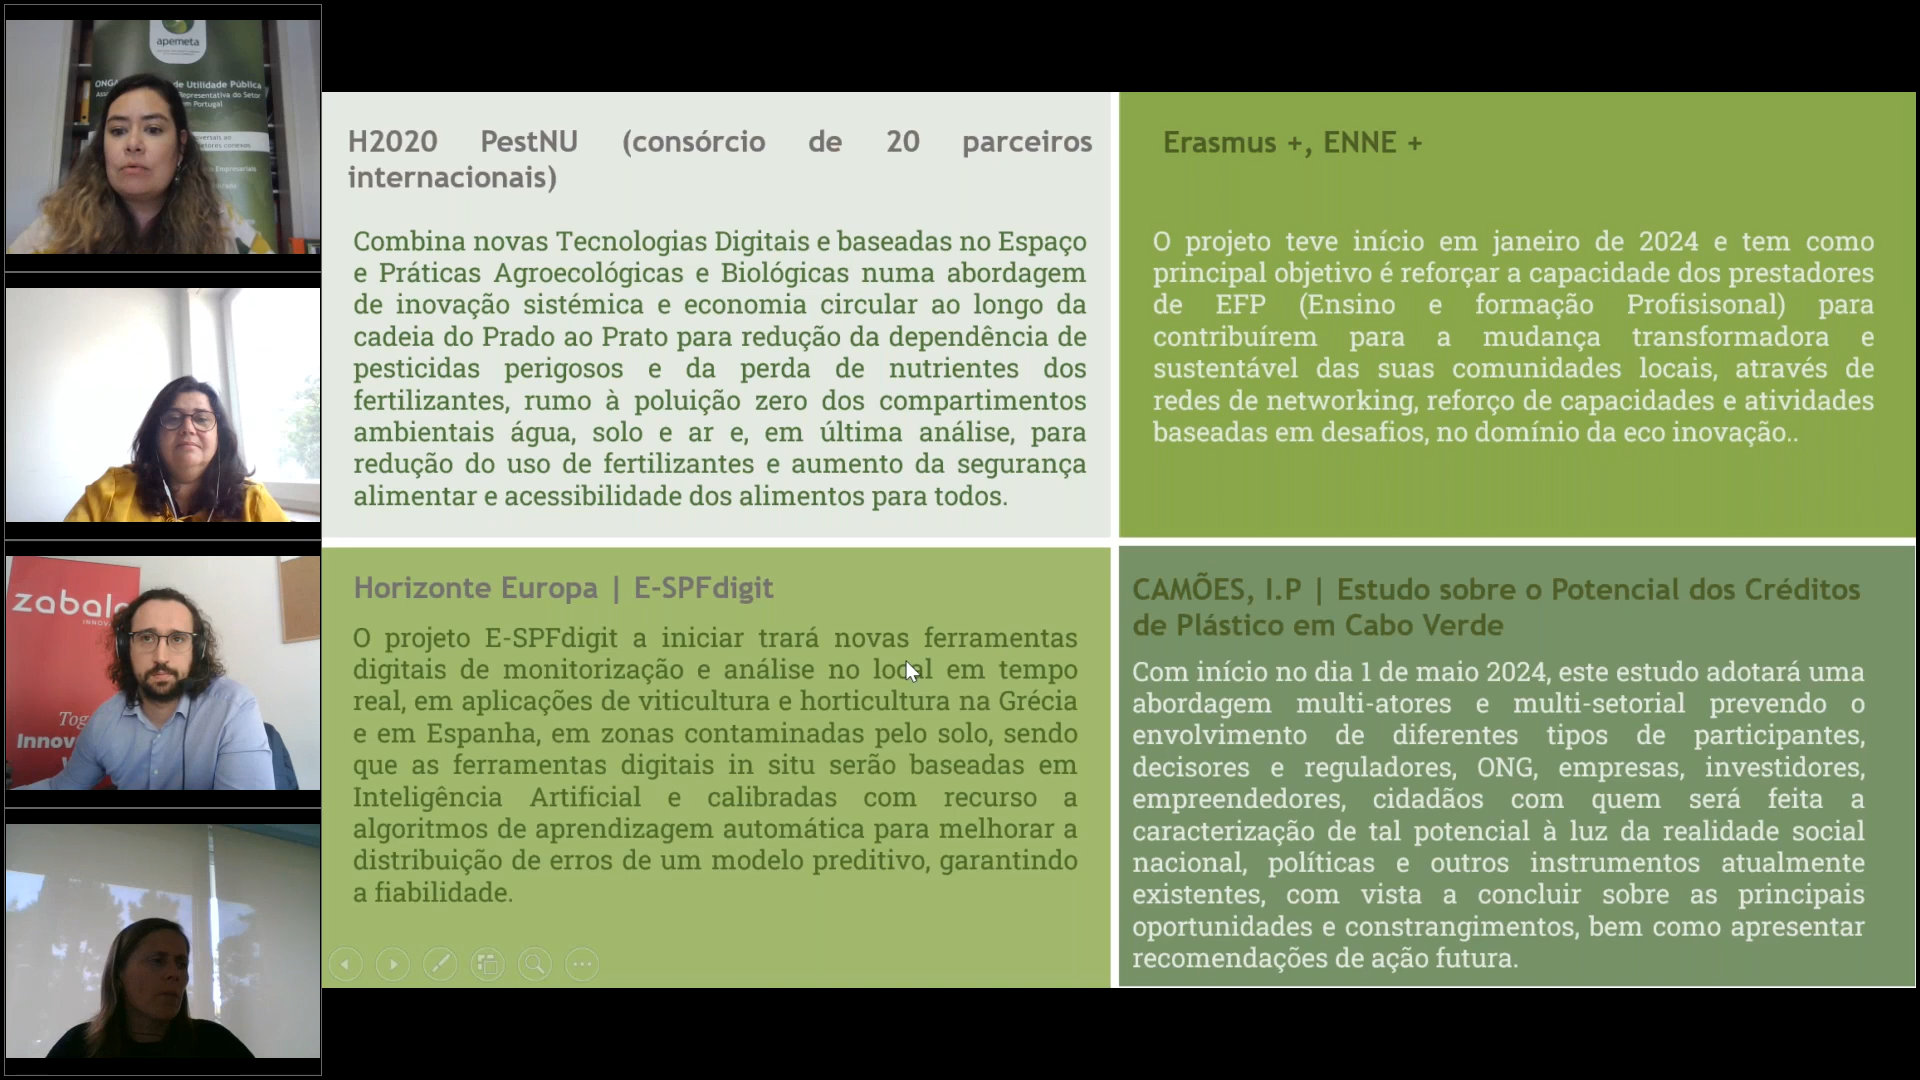 apemeta
ONGA
de Utilidade Pública
Representativa do Setor
em Portugal
zabala
INNOV
Tog
Innov
H2020 PestNU (consórcio de 20 parceiros
internacionais)
Combina novas Tecnologias Digitais e baseadas no Espaço
e Práticas Agroecológicas e Biológicas numa abordagem
de inovação sistémica e economia circular ao longo da
cadeia do Prado ao Prato para redução da dependência de
pesticidas perigosos e da perda de nutrientes dos
fertilizantes, rumo à poluição zero dos compartimentos
ambientais água, solo e ar e, em última análise, para
redução do uso de fertilizantes e aumento da segurança
alimentar e acessibilidade dos alimentos para todos.
Erasmus +, ENNE +
O projeto teve início em janeiro de 2024 e tem como
principal objetivo é reforçar a capacidade dos prestadores
de EFP (Ensino e formação Profisisonal) para
contribuírem para a mudança transformadora e
sustentável das suas comunidades locais, através de
redes de networking, reforço de capacidades e atividades
baseadas em desafios, no domínio da eco inovação..
Horizonte Europa | E-SPFdigit
O projeto E-SPFdigit a iniciar trará novas ferramentas
digitais de monitorização e análise no local em tempo
real, em aplicações de viticultura e horticultura na Grécia
e em Espanha, em zonas contaminadas pelo solo, sendo
que as ferramentas digitais in situ serão baseadas em
Inteligência Artificial e calibradas com recurso a
algoritmos de aprendizagem automática para melhorar a
distribuição de erros de um modelo preditivo, garantindo
a fiabilidade.
CAMÕES, I.P | Estudo sobre o Potencial dos Créditos
de Plástico em Cabo Verde
Com início no dia 1 de maio 2024, este estudo adotará uma
abordagem multi-atores e multi-setorial prevendo o
envolvimento de diferentes tipos de participantes,
decisores e reguladores, ONG, empresas, investidores,
empreendedores, cidadãos com quem será feita a
caracterização de tal potencial à luz da realidade social
nacional, políticas e outros instrumentos atualmente
existentes, com vista a concluir sobre as principais
oportunidades e constrangimentos, bem como apresentar
recomendações de ação futura.